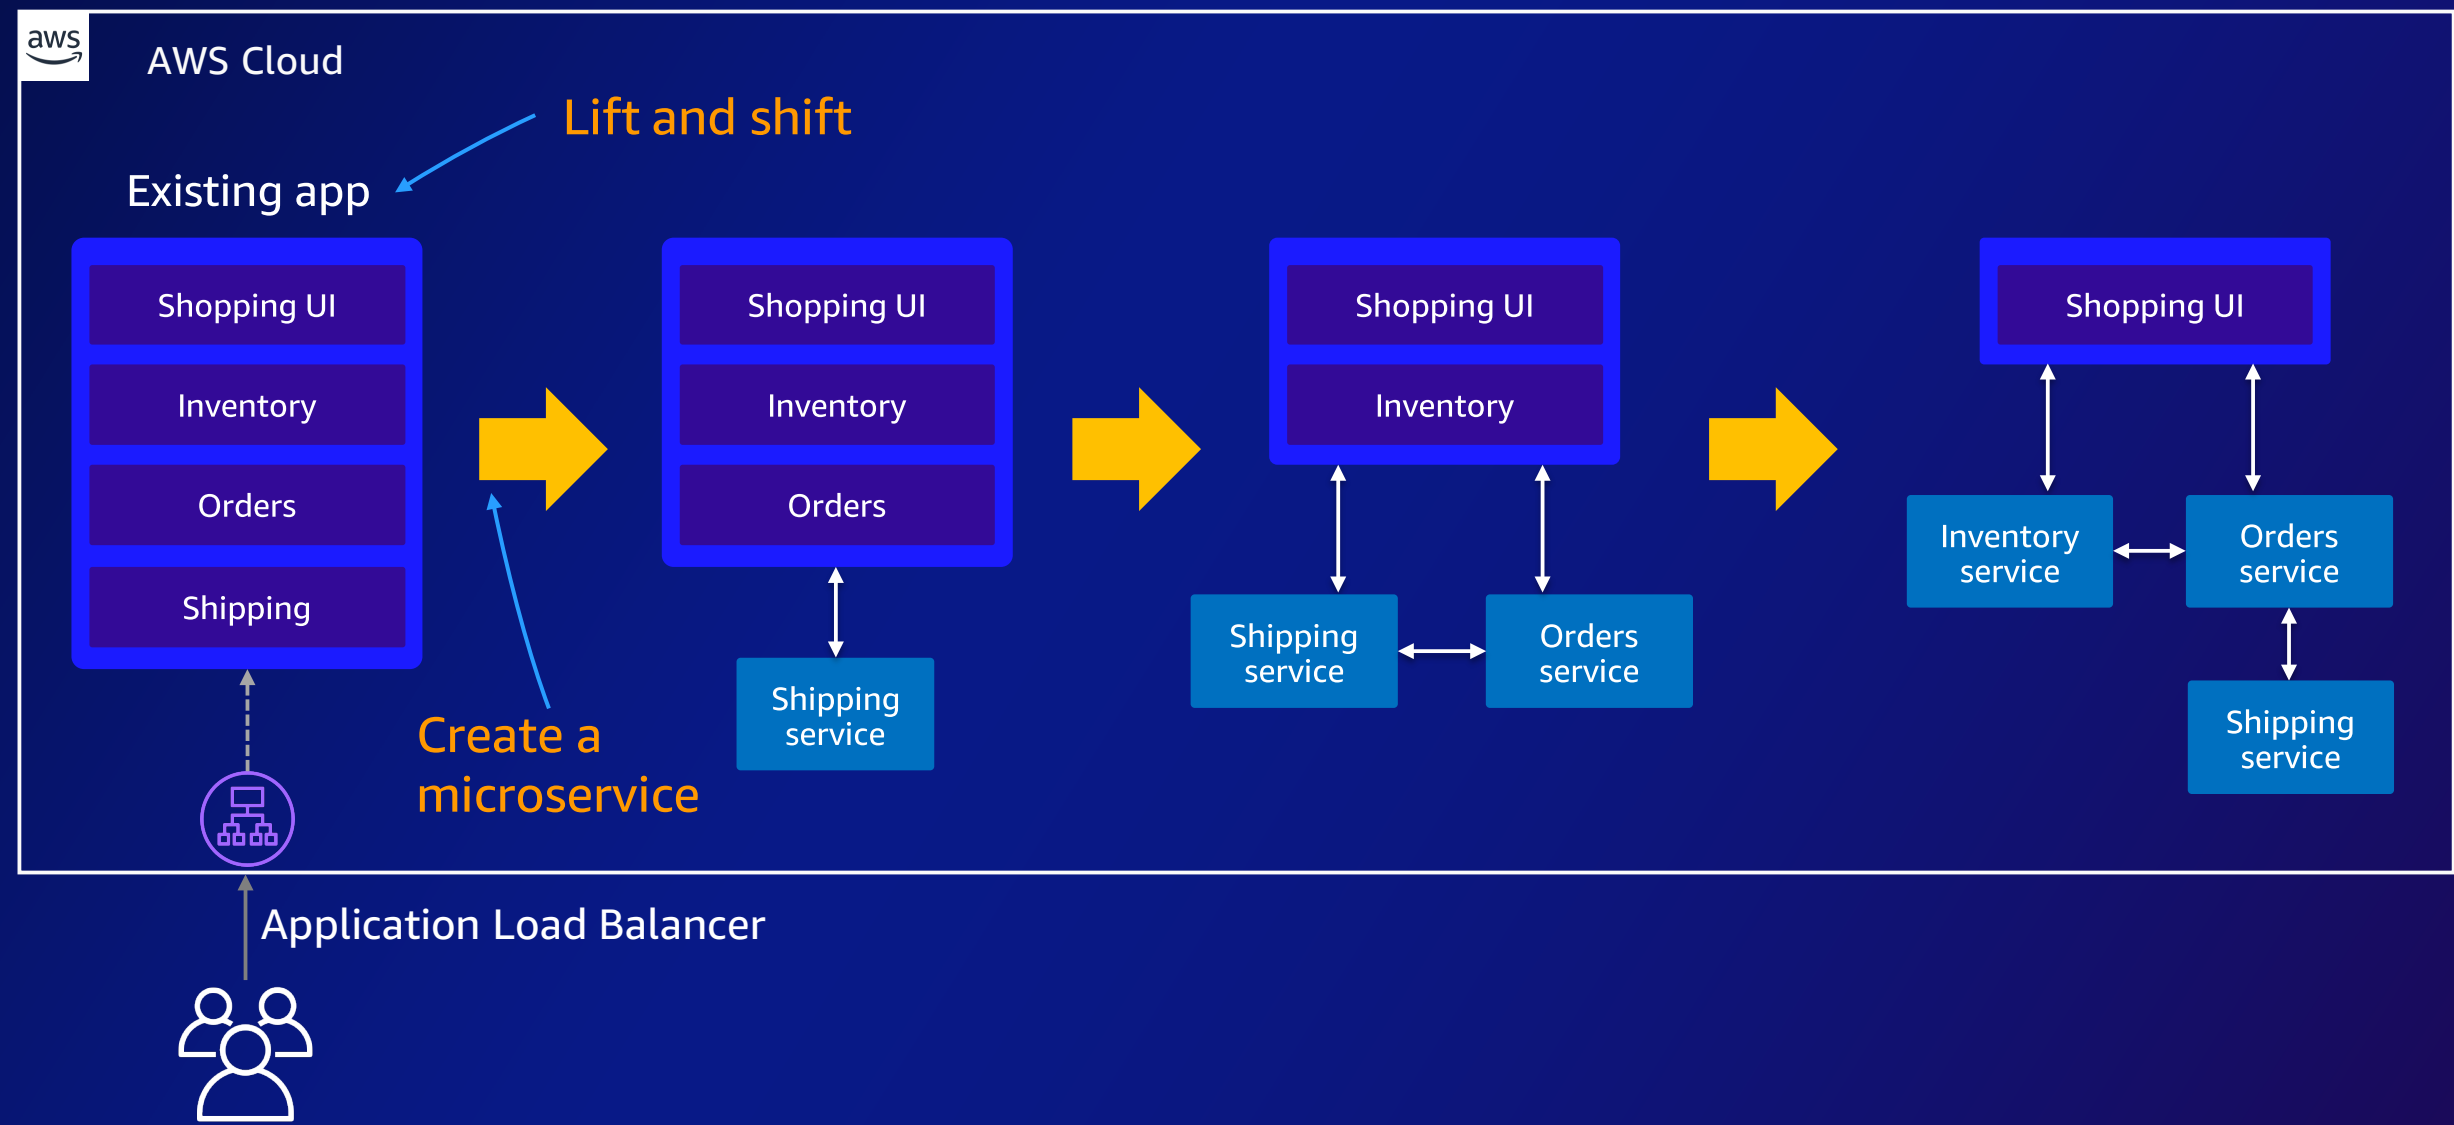 aws
AWS Cloud
Lift and shift
Existing app
Shopping UI
Inventory
Orders
Shipping
Create a
microservice
Shopping UI
Inventory
Orders
Shipping
service
Shopping UI
Inventory
Shipping
service
Orders
service
Shopping UI
Inventory
service
Orders
service
Shipping
service
Application Load Balancer